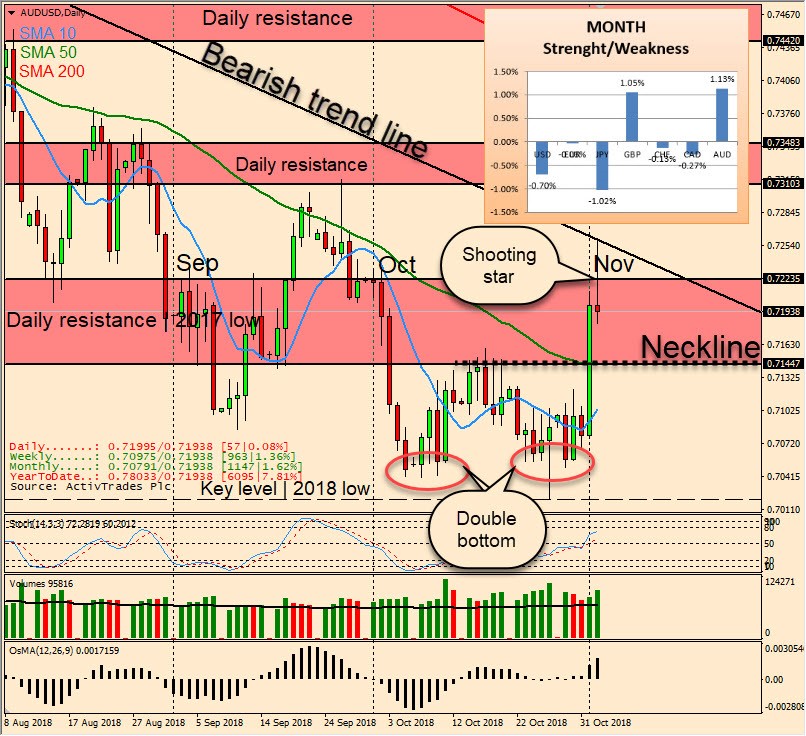 AUDUSD,Daily
SMA 10
SMA 50
SMA 200
Daily resistance
Bearish trend line
Daily resistance
Sep
Oct
Nov
Shooting
star
Daily resistance | 2017 low
Neckline
Daily......: 0.71995/0.71938 [57|0.08%]
Weekly.....: 0.70975/0.71938 [963|1.36%]
Monthly....: 0.70791/0.71938 [1147|1.62%]
YearToDate..: 0.78033/0.71938 [6095|7.81%]
Source: ActivTrades Plc
Key level | 2018 low
Double
bottom
MONTH
Strenght/Weakness
1.50%
1.00%
0.50%
0.00%
-0.50%
-1.00%
-1.50%
USD
EUR
JPY
GBP
CHF
CAD
AUD
-0.70%
-1.02%
1.05%
-0.13%
-0.27%
1.13%
0.74670
0.74420
0.74060
0.73760
0.73483
0.73103
0.72845
0.72540
0.72235
0.71938
0.71630
0.71447
0.71325
0.71025
0.70720
0.70415
0.70110
Stoch(14,3,3) 72.2819 60.2012
100
80
50
20
Volumes 95816
124271
0
OsMA(12,26,9) 0.0017159
0.003054
0.00
-0.002808
8 Aug 2018
17 Aug 2018
27 Aug 2018
5 Sep 2018
14 Sep 2018
24 Sep 2018
3 Oct 2018
12 Oct 2018
22 Oct 2018
31 Oct 2018